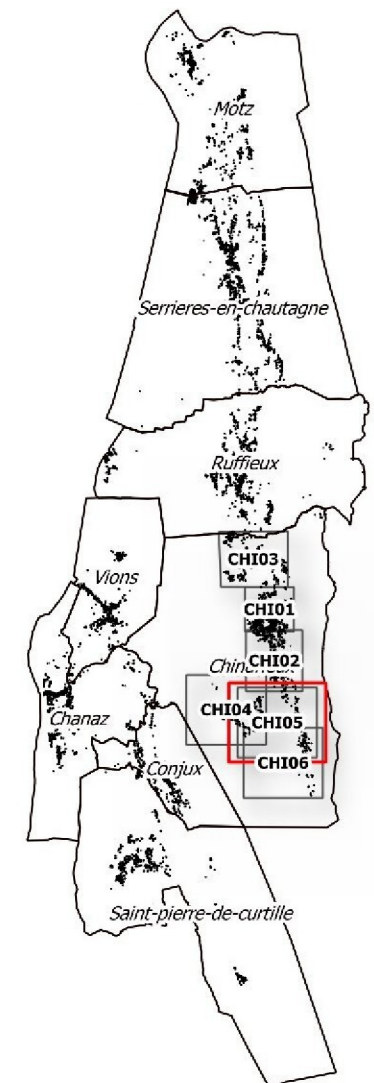 Motz
Serrieres-en-chautagne
Ruffieux
CHI03
Vions
CHI01
CHI02
CHI04
Chanaz
CHI05
Conjux
CHI06
Saint-pierre-de-curtille